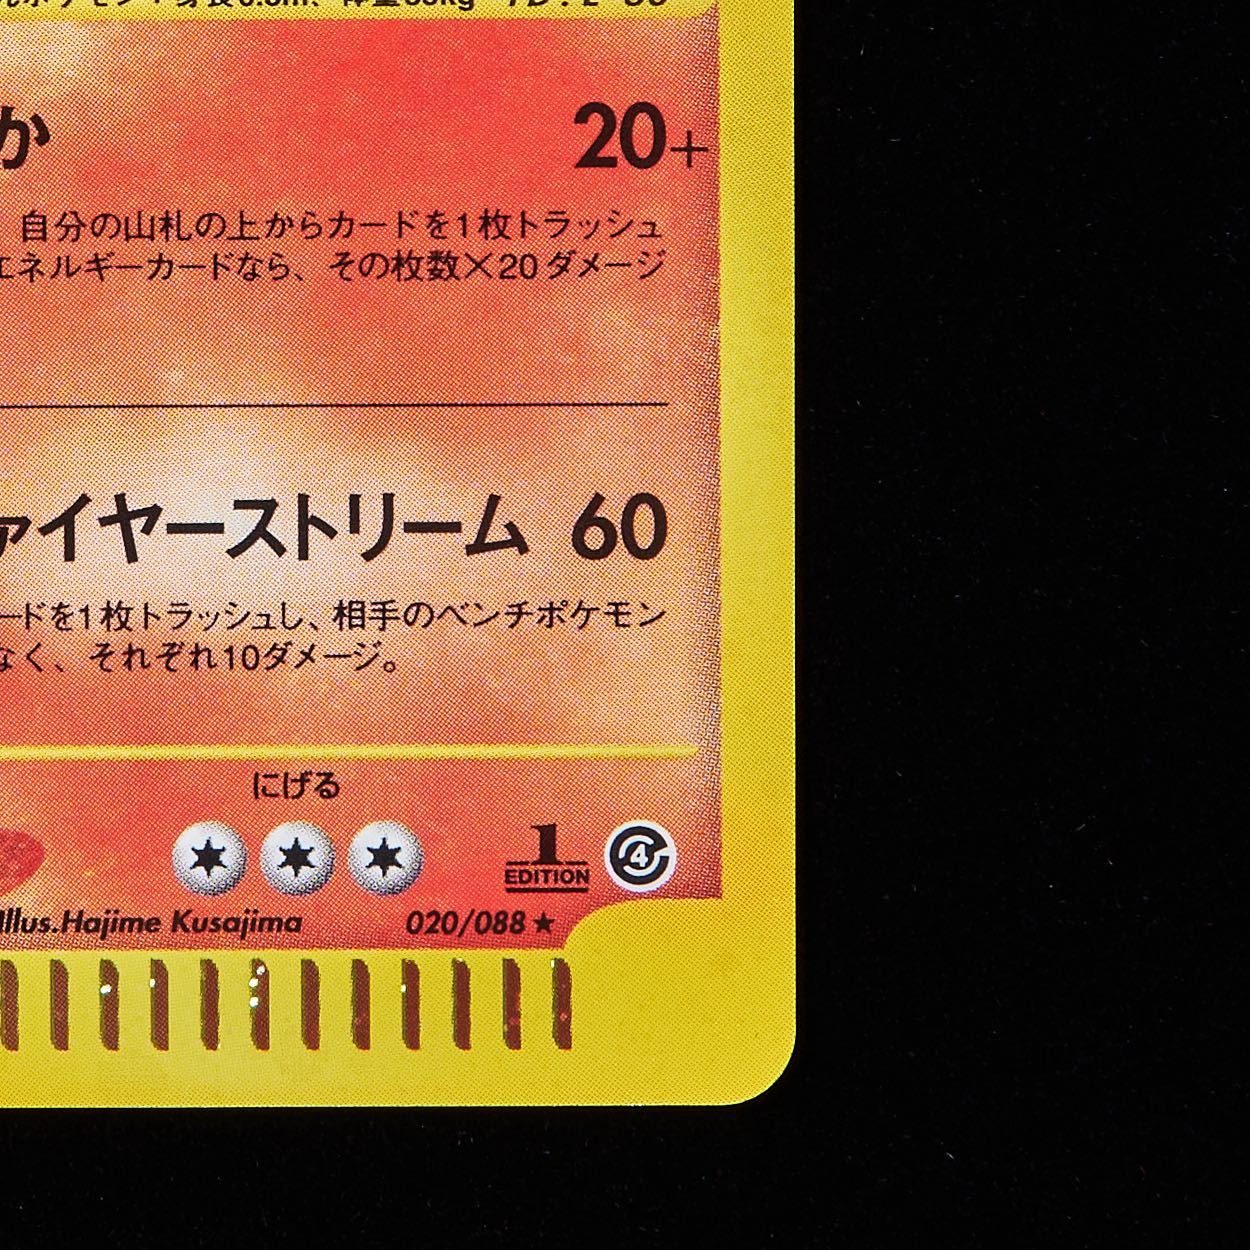 か 20+
自分の山札の上からカードを1枚トラッシュ
エネルギーカードなら、その枚数×20ダメージ
ァイヤーストリーム 60
ードを1枚トラッシュし、相手のベンチポケモン
なく、それぞれ10ダメージ。
にげる
1
EDITION
4
Illus.Hajime Kusajima 020/088 ★